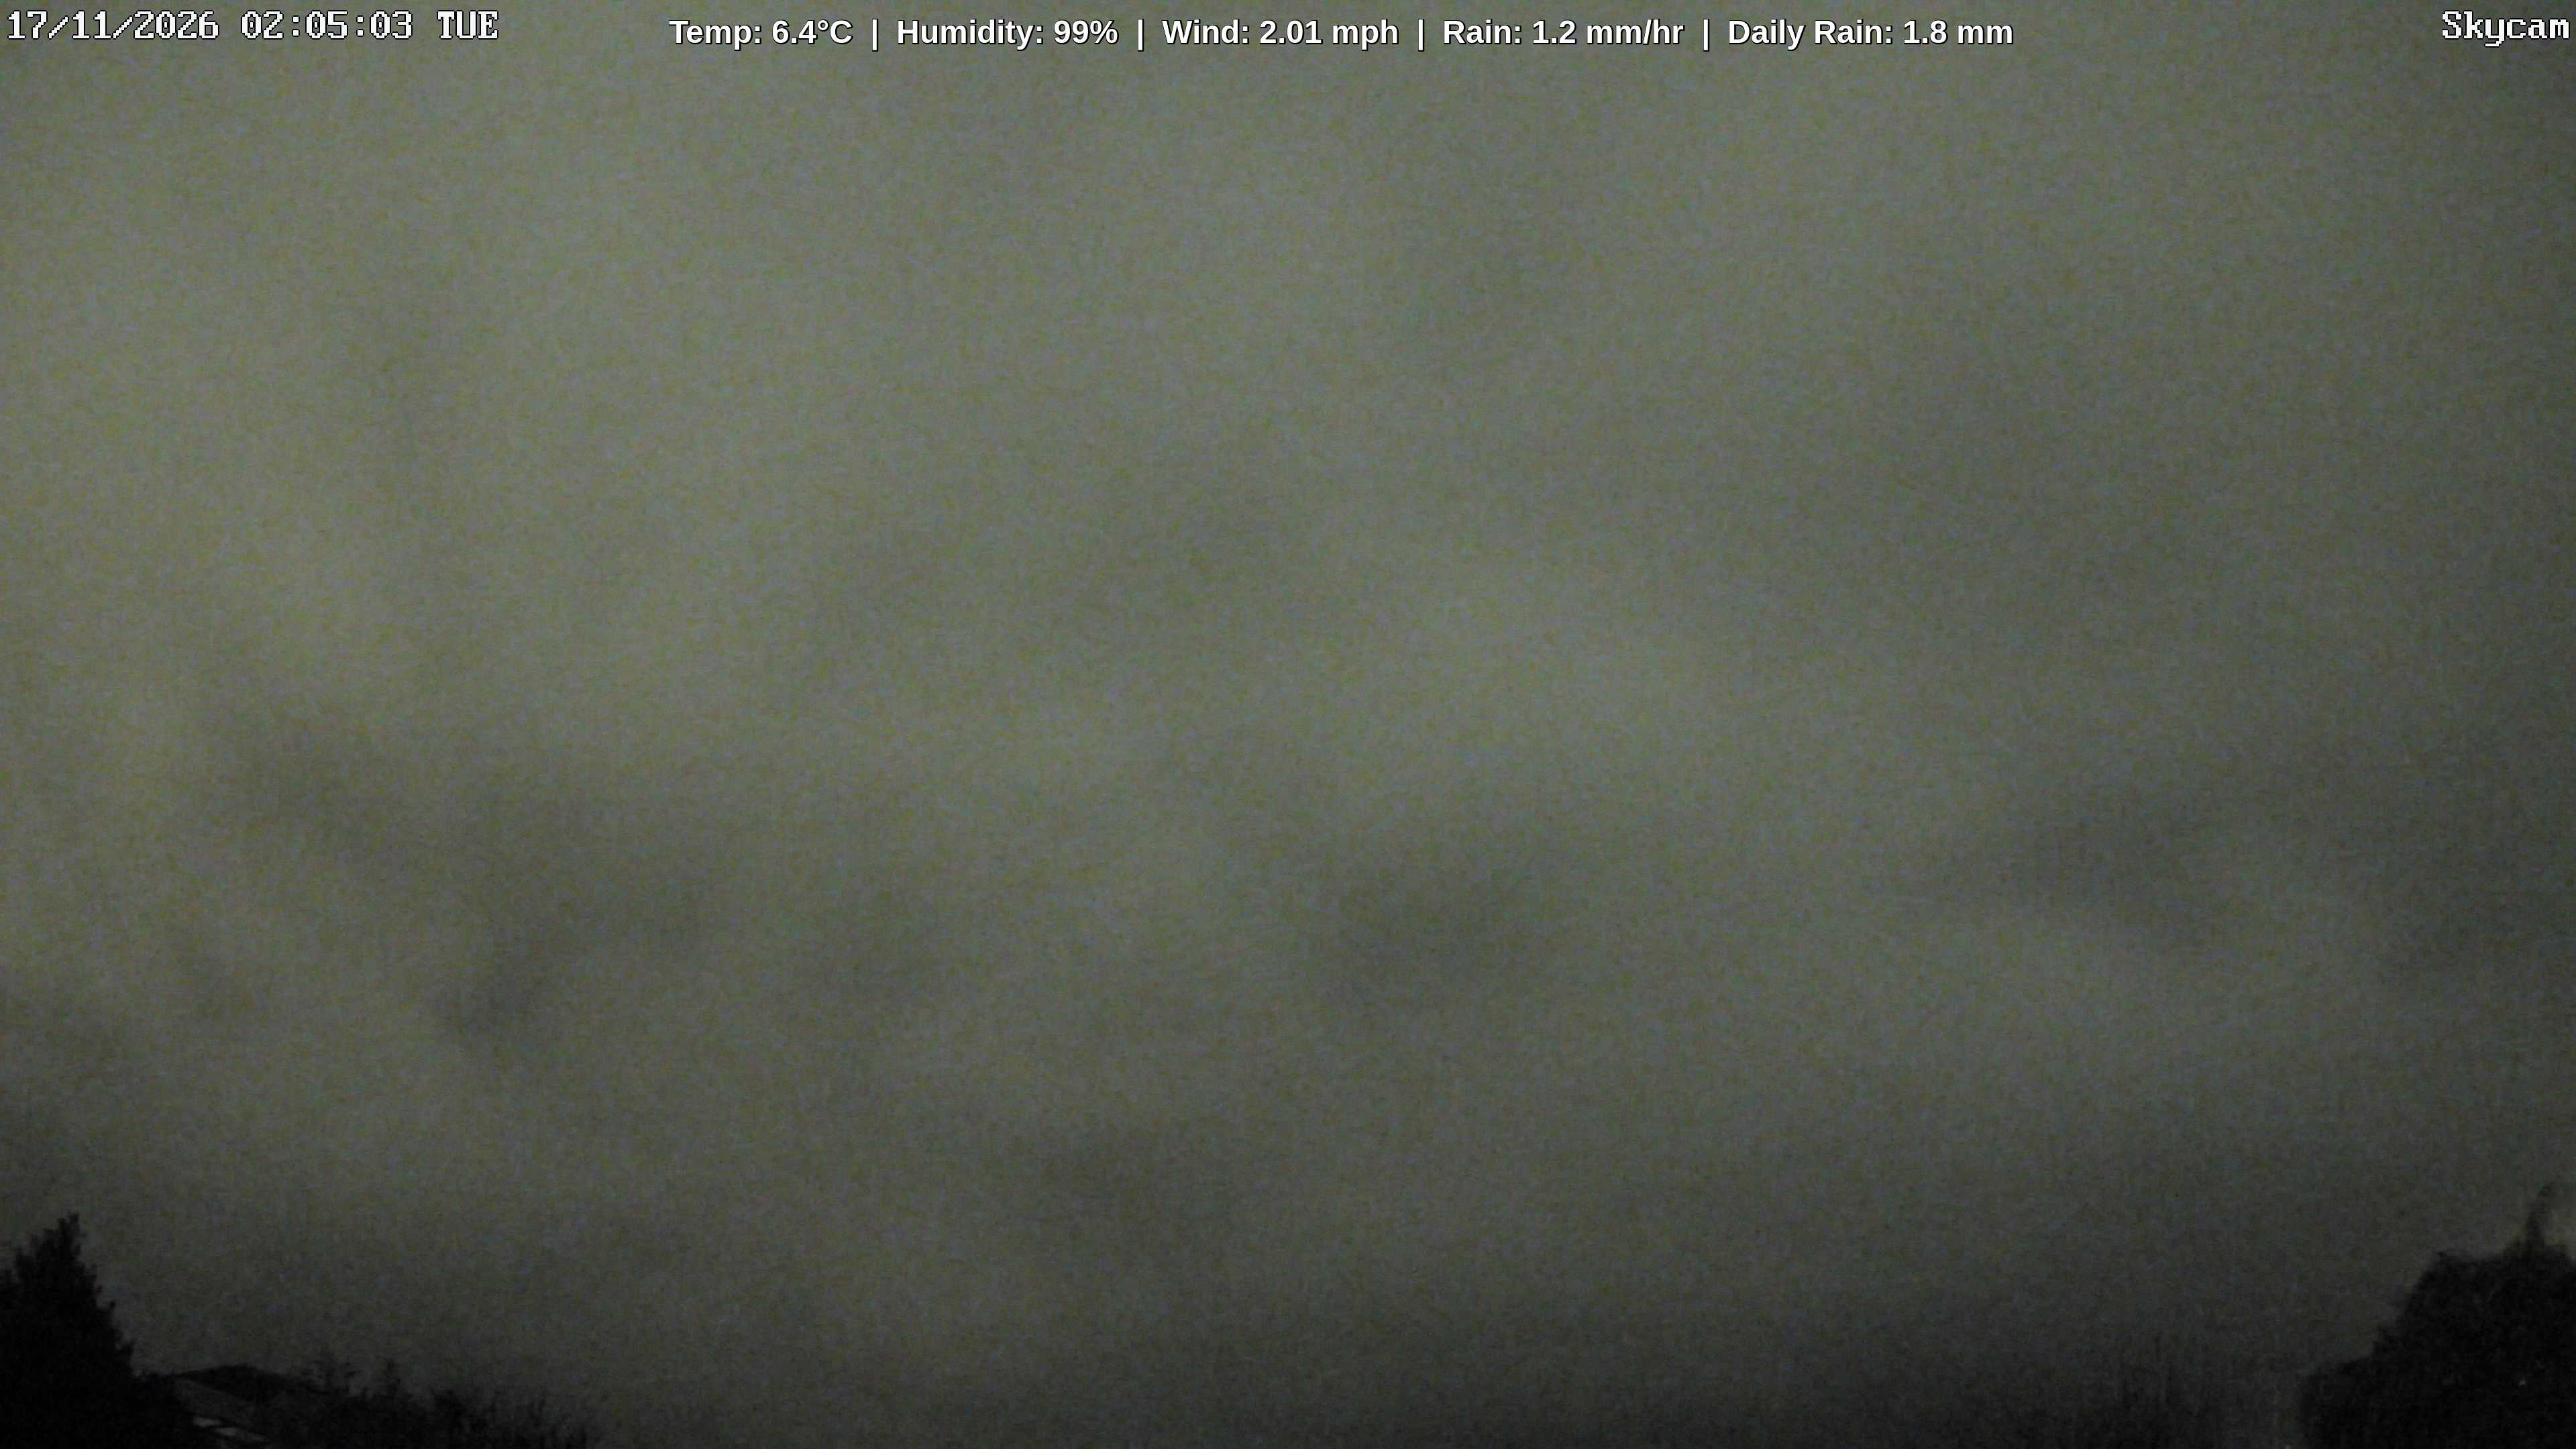 17/11/2026 02:05:03 TUE
Temp: 6.4°C | Humidity: 99% | Wind: 2.01 mph | Rain: 1.2 mm/hr | Daily Rain: 1.8 mm
Skycam